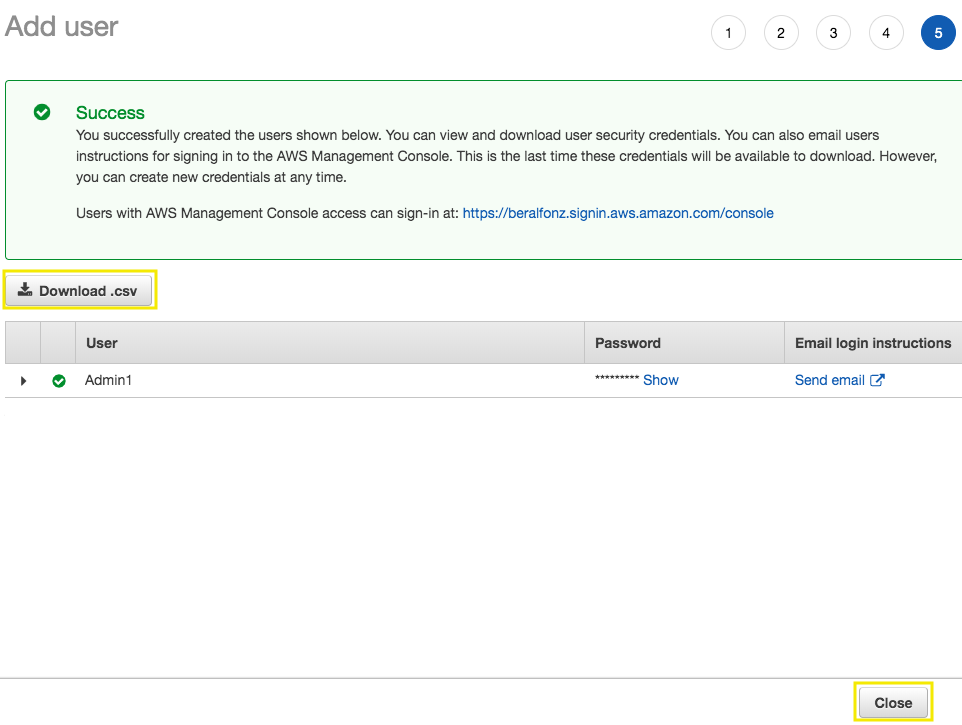 Add user
1 2 3 4 5
Success
You successfully created the users shown below. You can view and download user security credentials. You can also email users
instructions for signing in to the AWS Management Console. This is the last time these credentials will be available to download. However,
you can create new credentials at any time.
Users with AWS Management Console access can sign-in at: https://beralfonz.signin.aws.amazon.com/console
Download .csv
User Password Email login instructions
Admin1 ********* Show Send email
Close